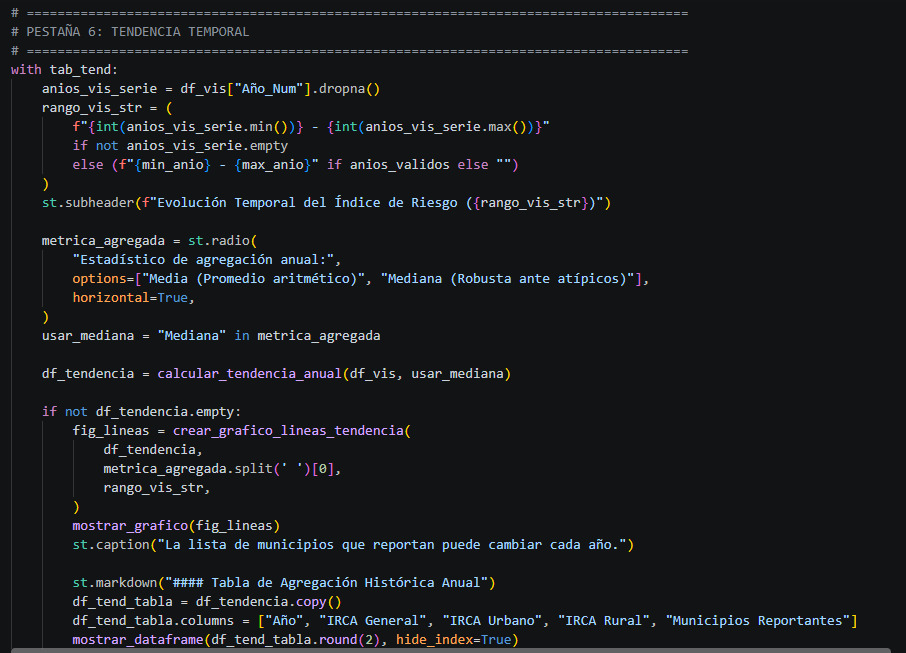 # =====================================================================================
# PESTAÑA 6: TENDENCIA TEMPORAL
# =====================================================================================
with tab_tend:
    anios_vis_serie = df_vis["Año_Num"].dropna()
    rango_vis_str = (
        f"{int(anios_vis_serie.min())} - {int(anios_vis_serie.max())}"
        if not anios_vis_serie.empty
        else (f"{min_anio} - {max_anio}" if anios_validos else "")
    )
    st.subheader(f"Evolución Temporal del Índice de Riesgo ({rango_vis_str})")

    metrica_agregada = st.radio(
        "Estadístico de agregación anual:",
        options=["Media (Promedio aritmético)", "Mediana (Robusta ante atípicos)"],
        horizontal=True,
    )
    usar_mediana = "Mediana" in metrica_agregada

    df_tendencia = calcular_tendencia_anual(df_vis, usar_mediana)

    if not df_tendencia.empty:
        fig_lineas = crear_grafico_lineas_tendencia(
            df_tendencia,
            metrica_agregada.split(' ')[0],
            rango_vis_str,
        )
        mostrar_grafico(fig_lineas)
        st.caption("La lista de municipios que reportan puede cambiar cada año.")

        st.markdown("#### Tabla de Agregación Histórica Anual")
        df_tend_tabla = df_tendencia.copy()
        df_tend_tabla.columns = ["Año", "IRCA General", "IRCA Urbano", "IRCA Rural", "Municipios Reportantes"]
        mostrar_dataframe(df_tend_tabla.round(2), hide_index=True)